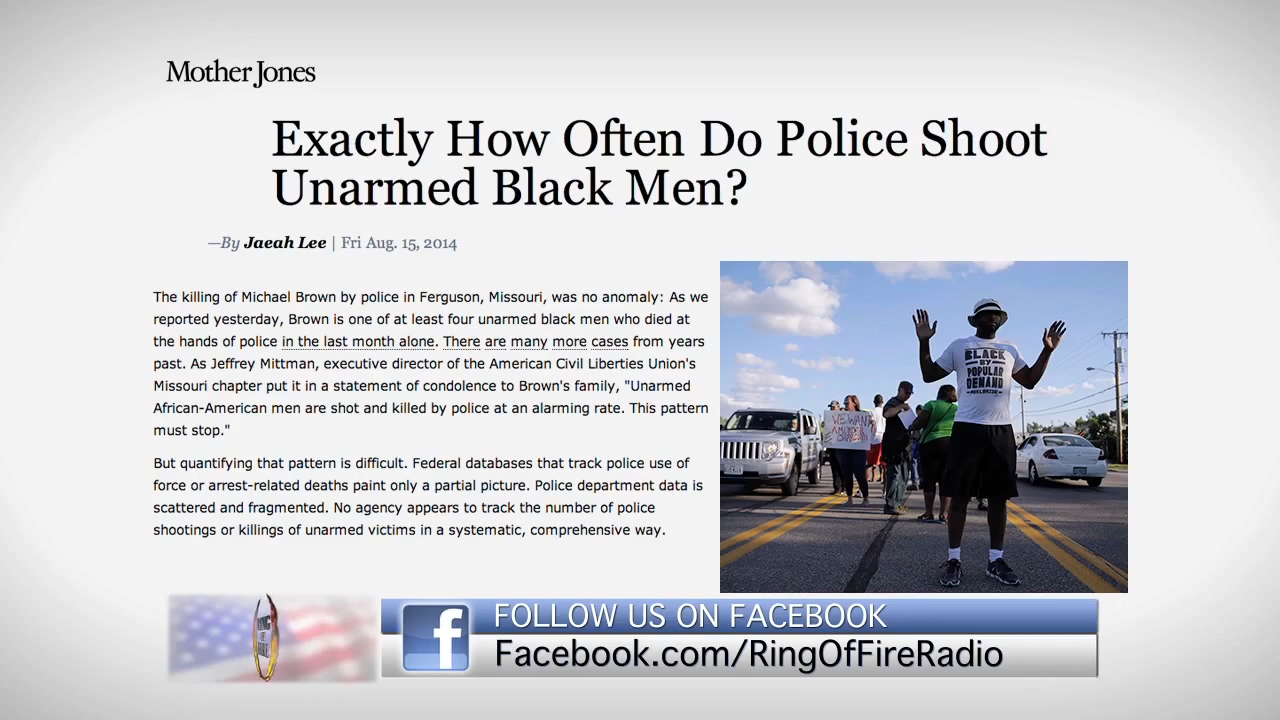 Mother Jones
Exactly How Often Do Police Shoot
Unarmed Black Men?
—By Jaeah Lee | Fri Aug. 15, 2014
The killing of Michael Brown by police in Ferguson, Missouri, was no anomaly: As we
reported yesterday, Brown is one of at least four unarmed black men who died at
the hands of police in the last month alone. There are many more cases from years
past. As Jeffrey Mittman, executive director of the American Civil Liberties Union's
Missouri chapter put it in a statement of condolence to Brown's family, "Unarmed
African-American men are shot and killed by police at an alarming rate. This pattern
must stop."
But quantifying that pattern is difficult. Federal databases that track police use of
force or arrest-related deaths paint only a partial picture. Police department data is
scattered and fragmented. No agency appears to track the number of police
shootings or killings of unarmed victims in a systematic, comprehensive way.
BLACK
BY
POPULAR
DEMAND
WE WANT
A MURDER
CHARGE
RING
OF
FIRE
f
FOLLOW US ON FACEBOOK
Facebook.com/RingOfFireRadio